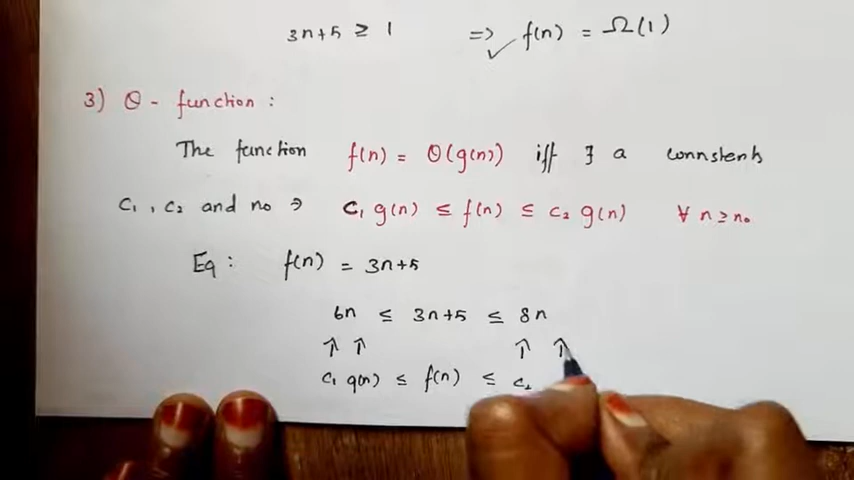 3n+5 ≥ 1 => f(n) = Ω(1)
3) Θ - function :
The function f(n) = Θ(g(n)) iff ∃ a connstents
C₁ , C₂ and n₀ ∋ C₁ g(n) ≤ f(n) ≤ C₂ g(n) ∀ n ≥ n₀
Eg : f(n) = 3n+5
6n ≤ 3n+5 ≤ 8n
↑ ↑ ↑ ↑
C₁ g(n) ≤ f(n) ≤ C₂